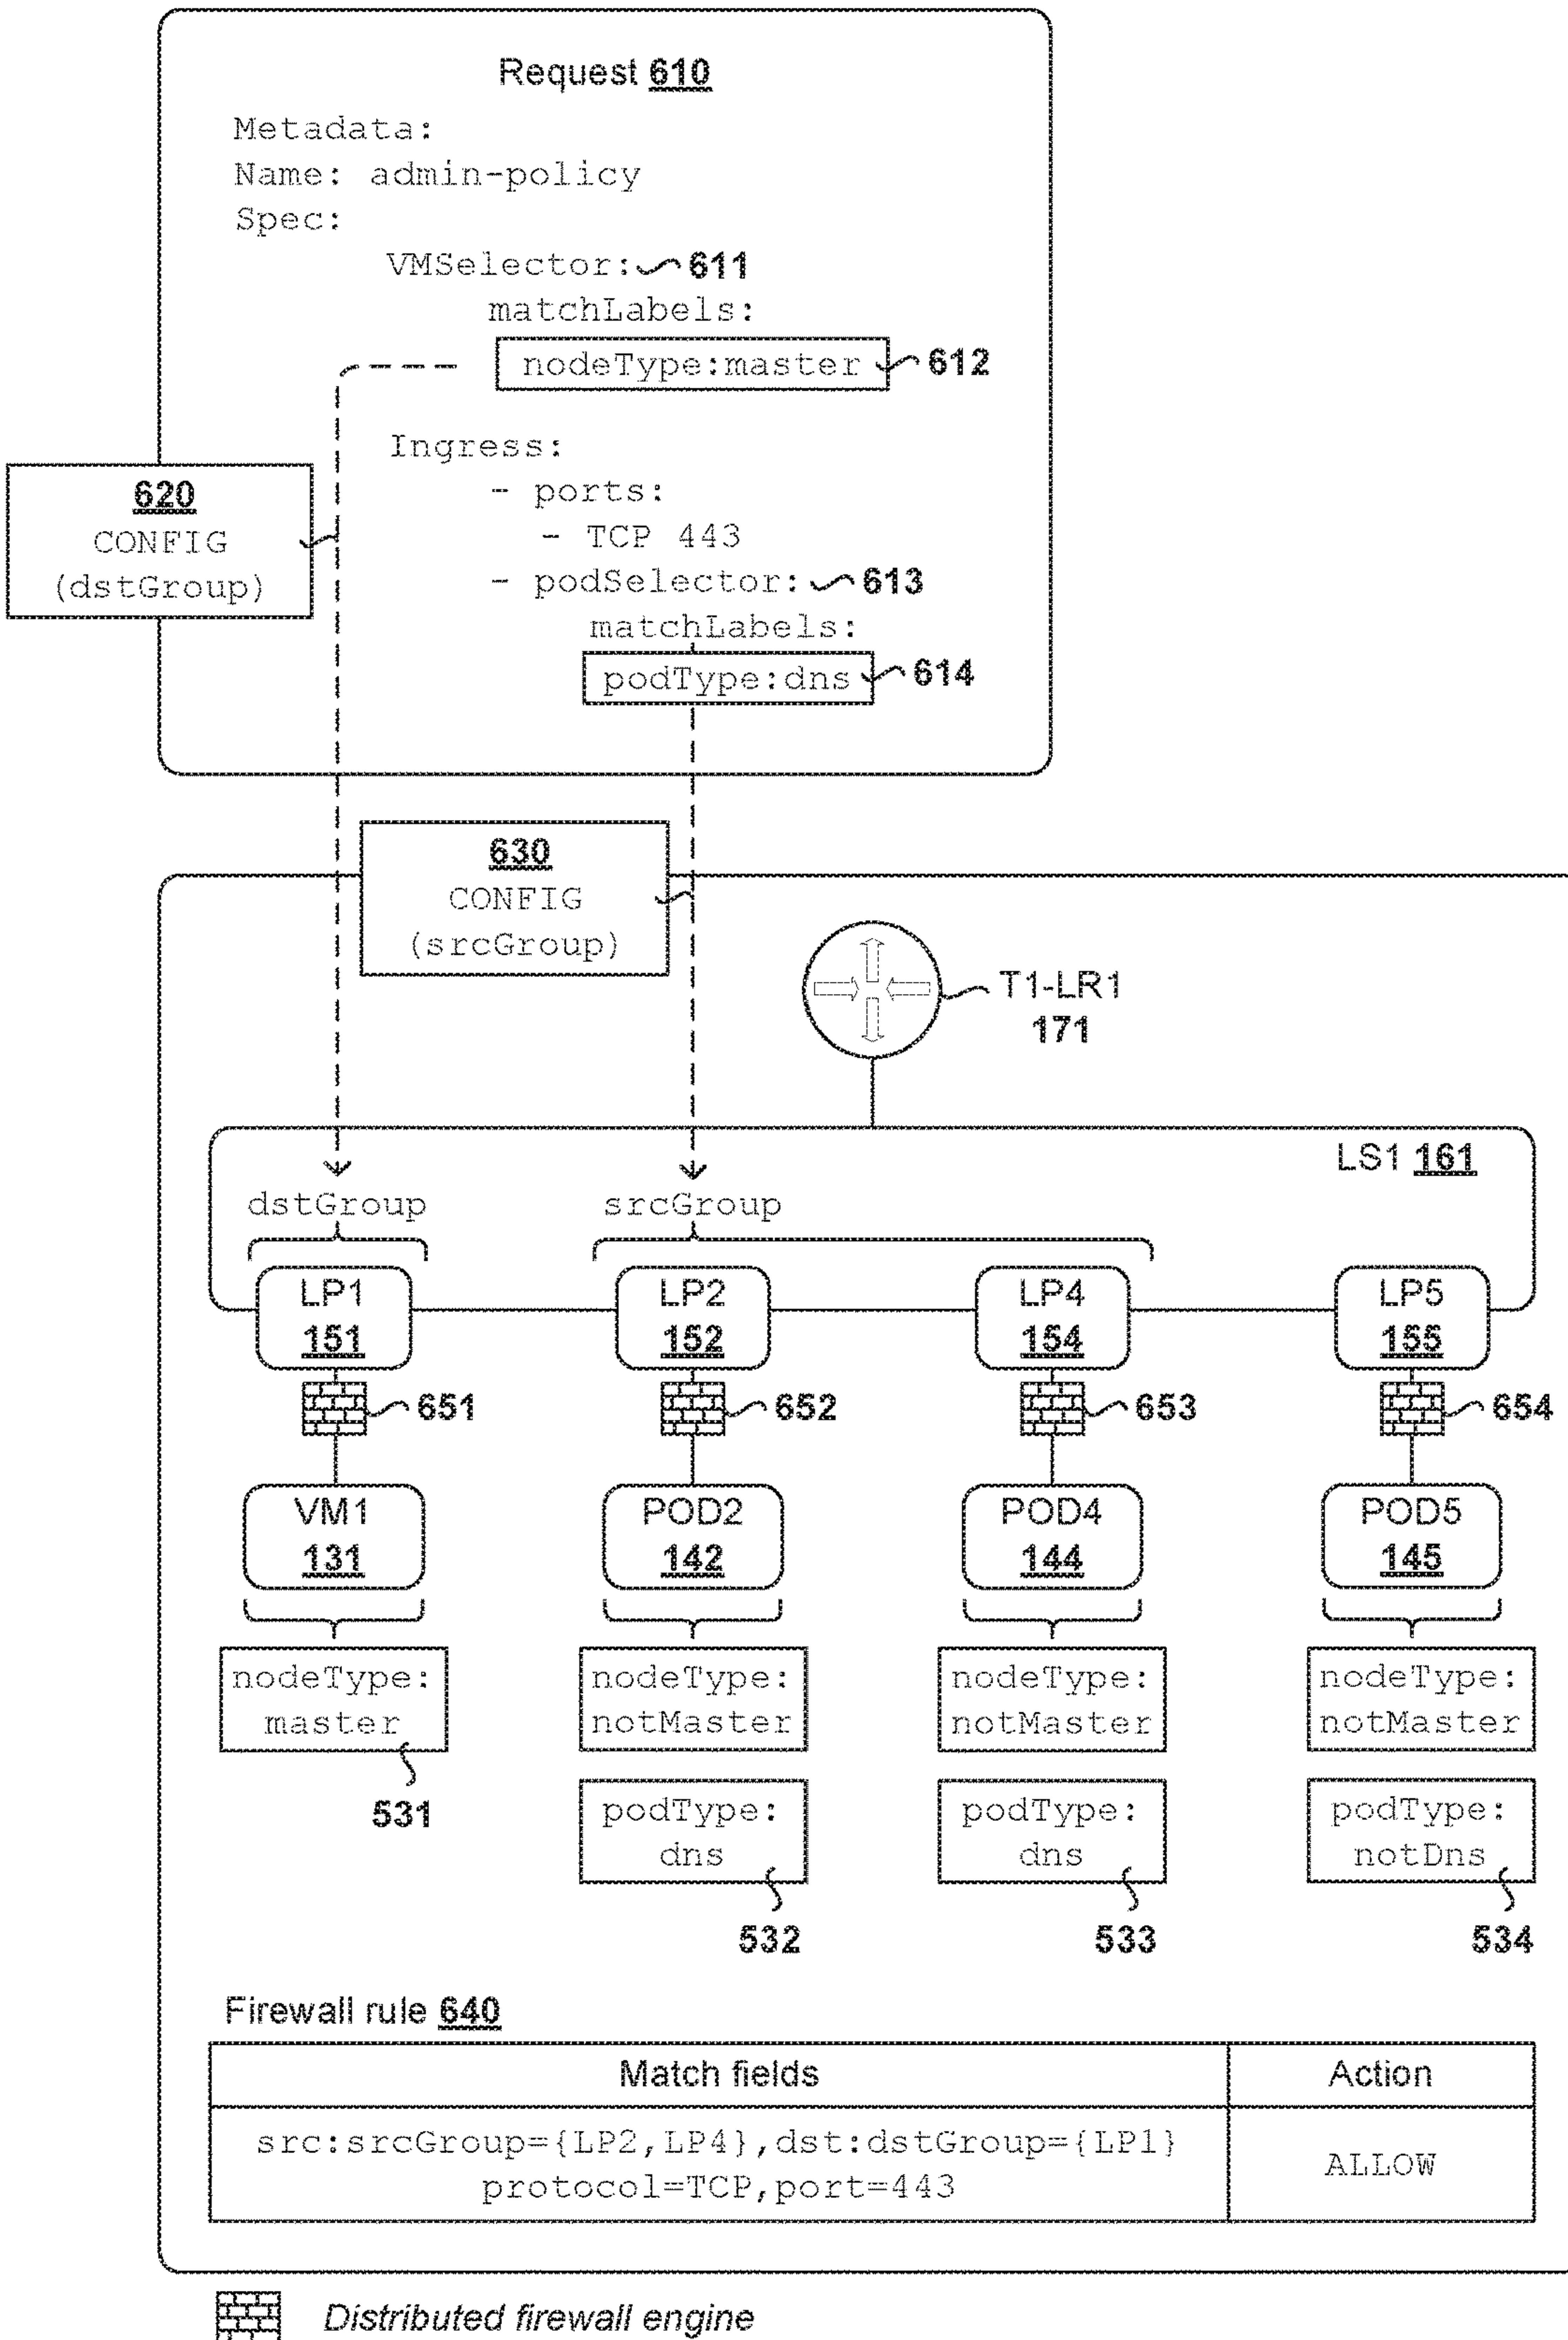 Request 610
Metadata:
Name: admin-policy
Spec:
VMSelector: 611
matchLabels:
nodeType:master 612
Ingress:
- ports:
- TCP 443
- podSelector: 613
matchLabels:
podType:dns 614
620
CONFIG
(dstGroup)
630
CONFIG
(srcGroup)
T1-LR1
171
LS1 161
dstGroup srcGroup
LP1 LP2 LP4 LP5
151 152 154 155
651 652 653 654
VM1 POD2 POD4 POD5
131 142 144 145
nodeType: nodeType: nodeType: nodeType:
master notMaster notMaster notMaster
531
podType: podType: podType:
dns dns notDns
532 533 534
Firewall rule 640
Match fields Action
src:srcGroup={LP2,LP4},dst:dstGroup={LP1}
protocol=TCP,port=443
ALLOW
Distributed firewall engine